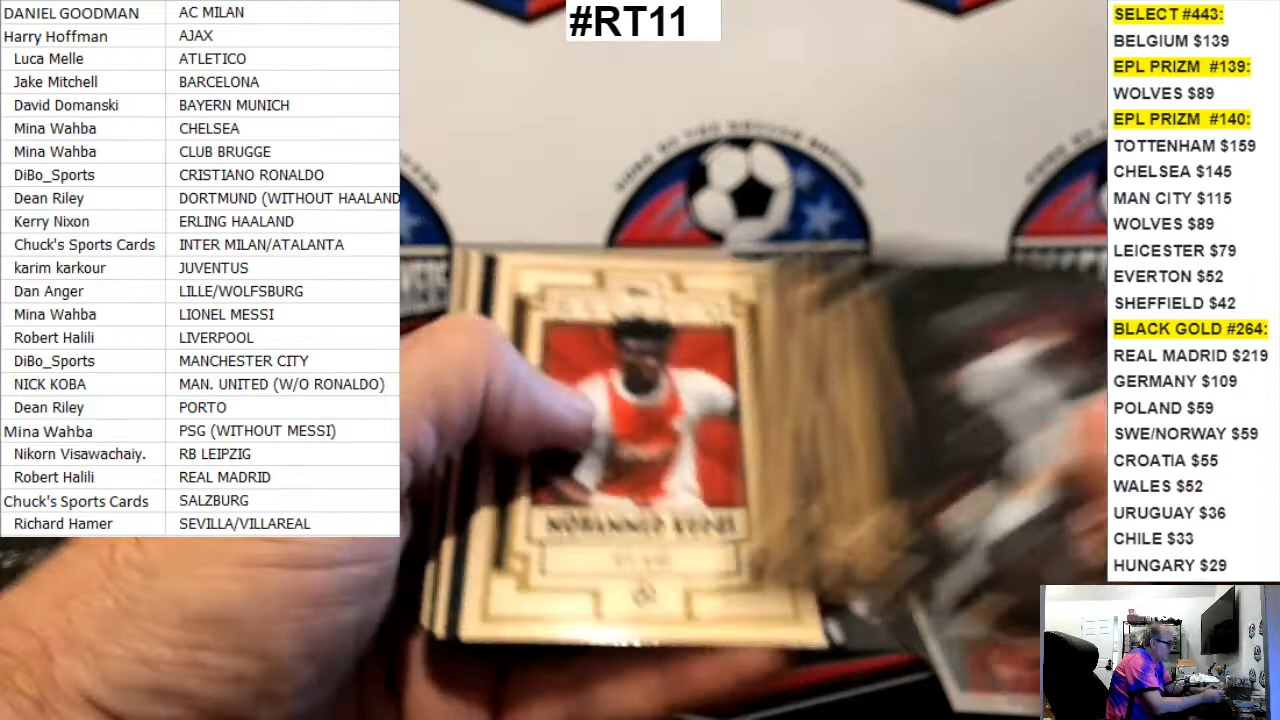 #RT11
DANIEL GOODMAN AC MILAN
Harry Hoffman AJAX
Luca Melle ATLETICO
Jake Mitchell BARCELONA
David Domanski BAYERN MUNICH
Mina Wahba CHELSEA
Mina Wahba CLUB BRUGGE
DiBo_Sports CRISTIANO RONALDO
Dean Riley DORTMUND (WITHOUT HAALAND
Kerry Nixon ERLING HAALAND
Chuck's Sports Cards INTER MILAN/ATALANTA
karim karkour JUVENTUS
Dan Anger LILLE/WOLFSBURG
Mina Wahba LIONEL MESSI
Robert Halili LIVERPOOL
DiBo_Sports MANCHESTER CITY
NICK KOBA MAN. UNITED (W/O RONALDO)
Dean Riley PORTO
Mina Wahba PSG (WITHOUT MESSI)
Nikorn Visawachaiy. RB LEIPZIG
Robert Halili REAL MADRID
Chuck's Sports Cards SALZBURG
Richard Hamer SEVILLA/VILLAREAL
MOHAMMED KUDUS
SELECT #443:
BELGIUM $139
EPL PRIZM #139:
WOLVES $89
EPL PRIZM #140:
TOTTENHAM $159
CHELSEA $145
MAN CITY $115
WOLVES $89
LEICESTER $79
EVERTON $52
SHEFFIELD $42
BLACK GOLD #264:
REAL MADRID $219
GERMANY $109
POLAND $59
SWE/NORWAY $59
CROATIA $55
WALES $52
URUGUAY $36
CHILE $33
HUNGARY $29